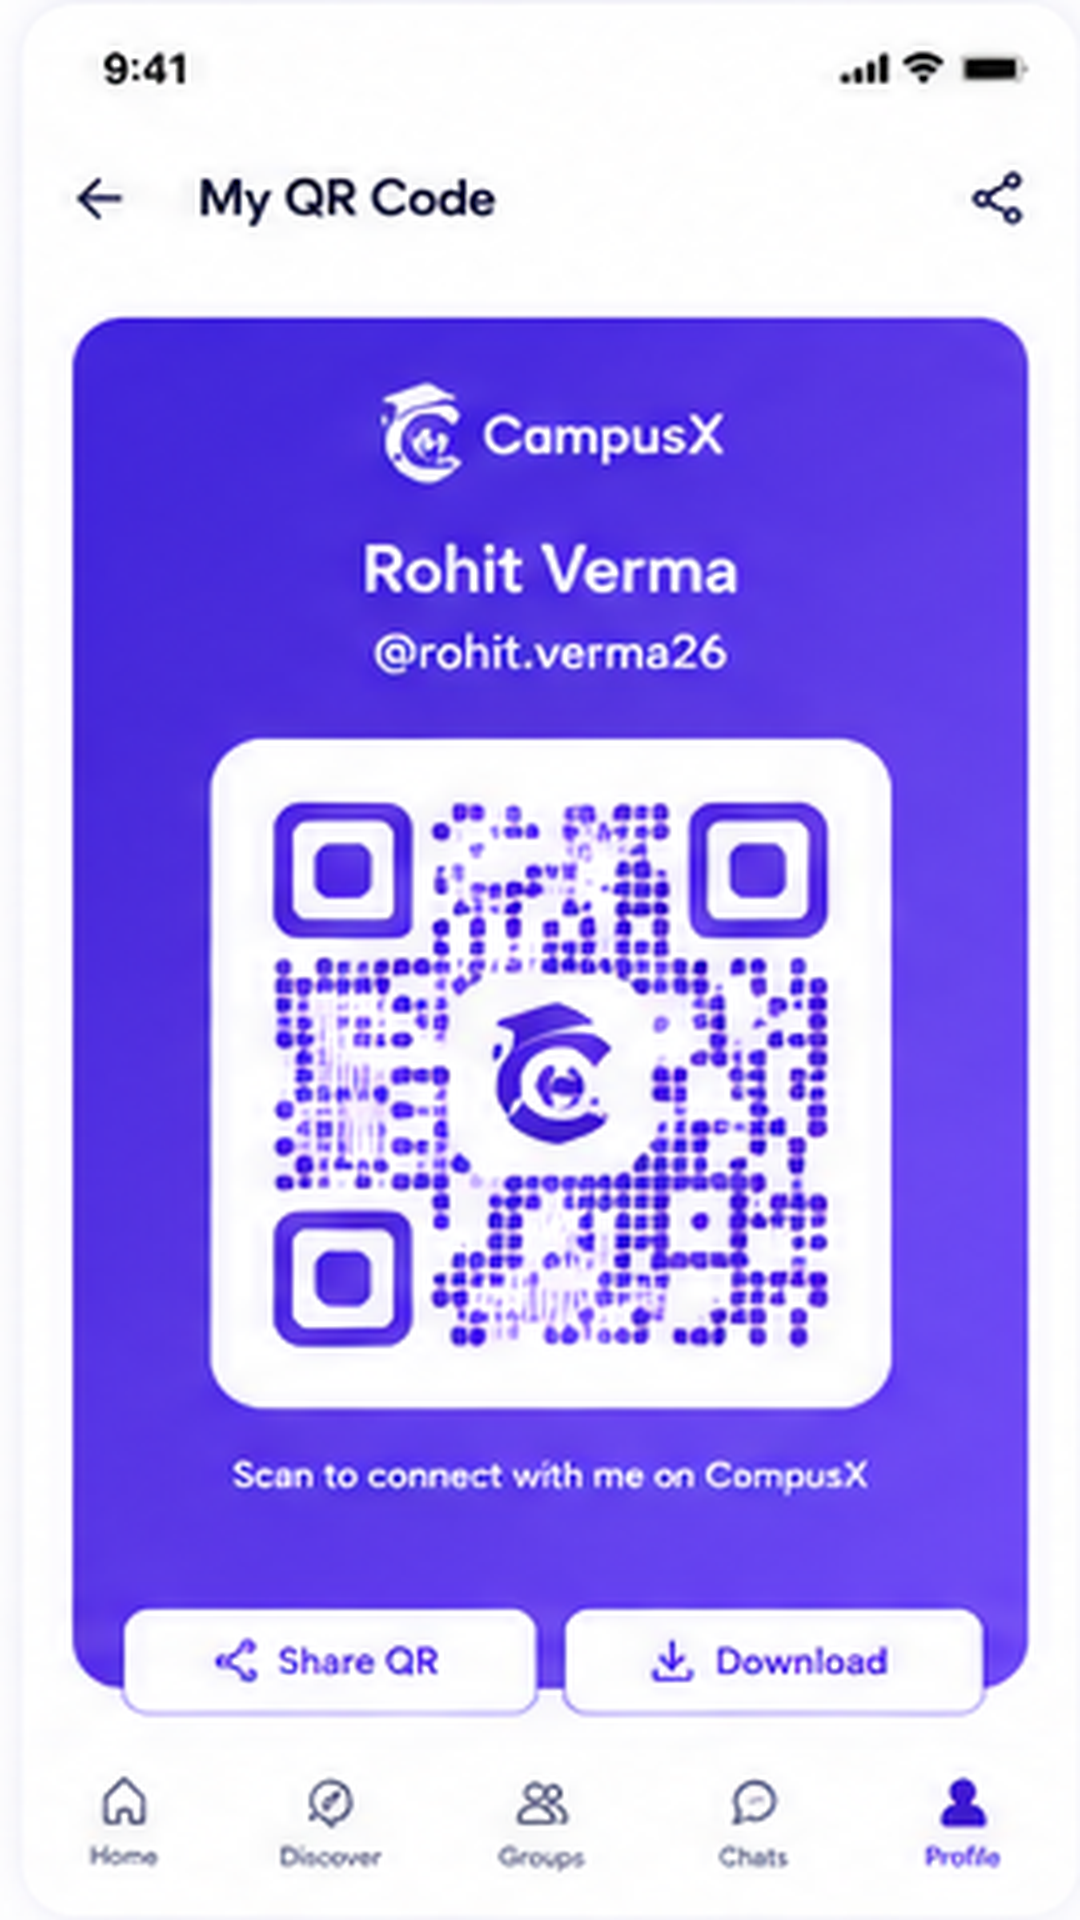 9:41
My QR Code
CampusX
Rohit Verma
@rohit.verma26
Scan to connect with me on CompusX
Share QR
Download
Home
Discover
Groups
Chats
Profile